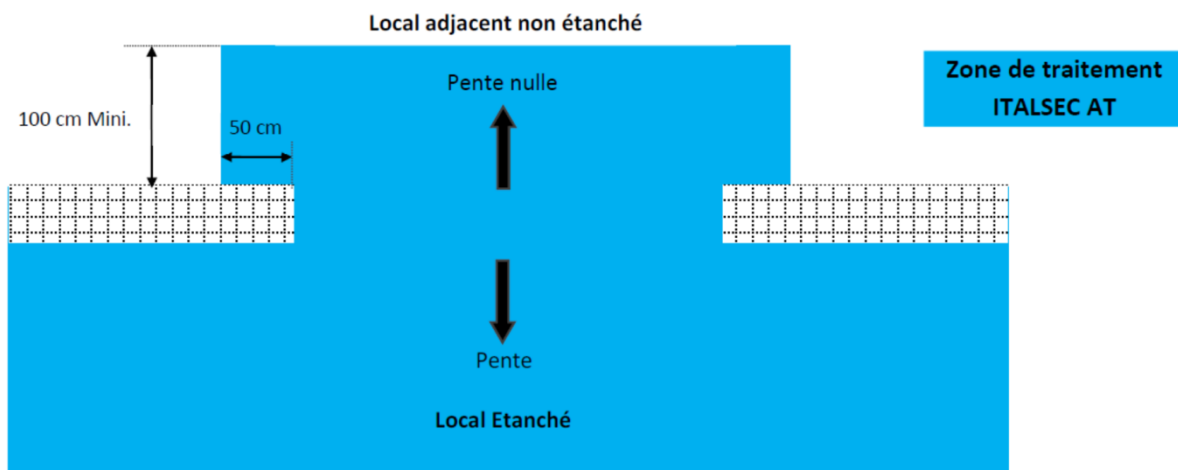 Local adjacent non étanché
Zone de traitement
ITALSEC AT
Pente nulle
100 cm Mini.
50 cm
Pente
Local Etanché